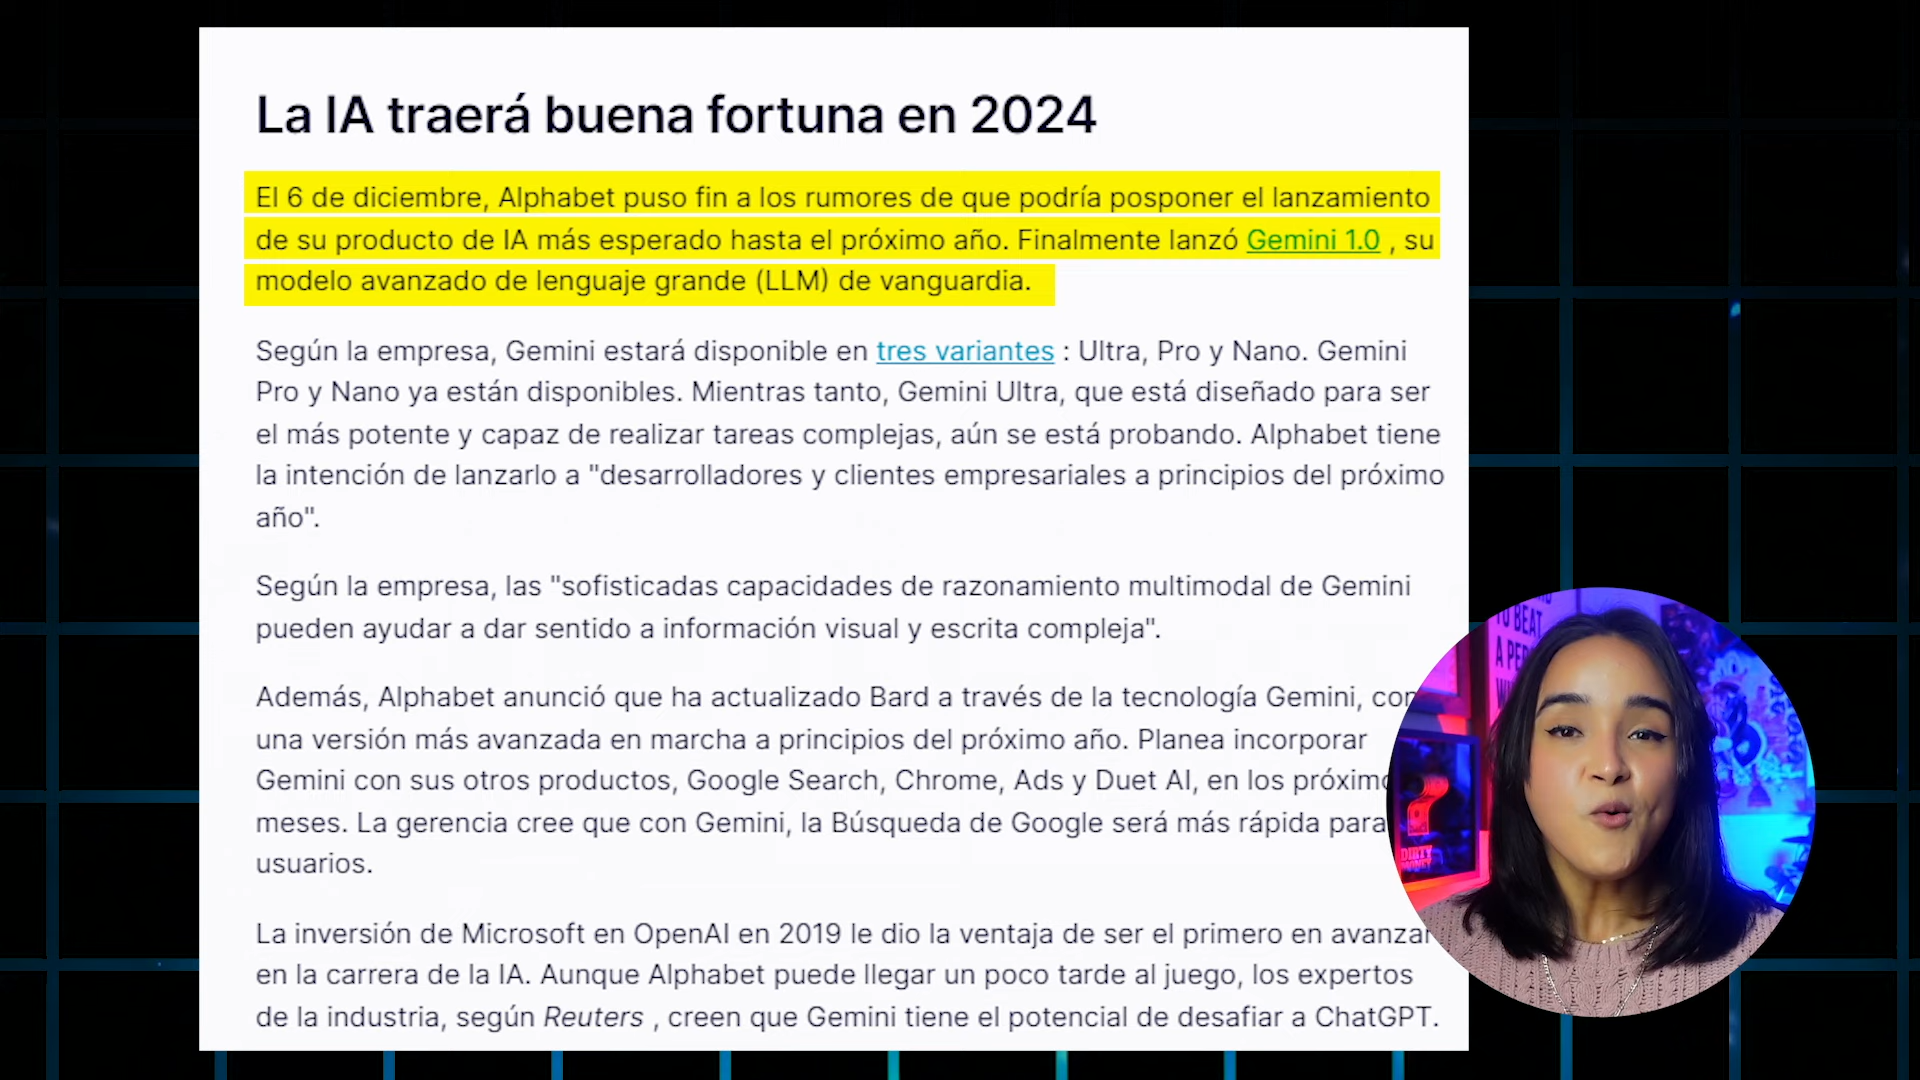 La IA traerá buena fortuna en 2024
El 6 de diciembre, Alphabet puso fin a los rumores de que podría posponer el lanzamiento
de su producto de IA más esperado hasta el próximo año. Finalmente lanzó Gemini 1.0 , su
modelo avanzado de lenguaje grande (LLM) de vanguardia.
Según la empresa, Gemini estará disponible en tres variantes : Ultra, Pro y Nano. Gemini
Pro y Nano ya están disponibles. Mientras tanto, Gemini Ultra, que está diseñado para ser
el más potente y capaz de realizar tareas complejas, aún se está probando. Alphabet tiene
la intención de lanzarlo a "desarrolladores y clientes empresariales a principios del próximo
año".
Según la empresa, las "sofisticadas capacidades de razonamiento multimodal de Gemini
pueden ayudar a dar sentido a información visual y escrita compleja".
Además, Alphabet anunció que ha actualizado Bard a través de la tecnología Gemini, con
una versión más avanzada en marcha a principios del próximo año. Planea incorporar
Gemini con sus otros productos, Google Search, Chrome, Ads y Duet AI, en los próximo
meses. La gerencia cree que con Gemini, la Búsqueda de Google será más rápida para
usuarios.
La inversión de Microsoft en OpenAI en 2019 le dio la ventaja de ser el primero en avanzar
en la carrera de la IA. Aunque Alphabet puede llegar un poco tarde al juego, los expertos
de la industria, según Reuters , creen que Gemini tiene el potencial de desafiar a ChatGPT.
TO BEAT
A PE
DIRTY
MONEY